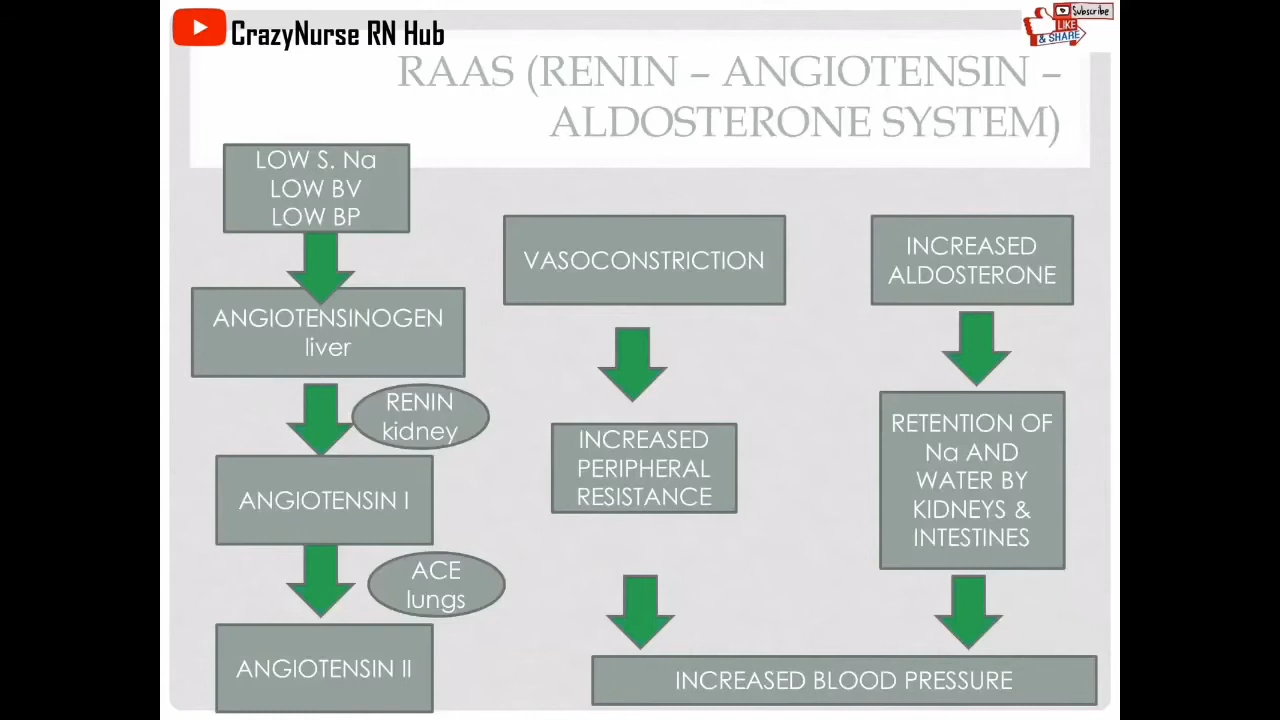 CrazyNurse RN Hub
Subscribe
LIKE
& SHARE
RAAS (RENIN – ANGIOTENSIN –
ALDOSTERONE SYSTEM)
LOW S. Na
LOW BV
LOW BP
ANGIOTENSINOGEN
liver
RENIN
kidney
ANGIOTENSIN I
ACE
lungs
ANGIOTENSIN II
VASOCONSTRICTION
INCREASED
PERIPHERAL
RESISTANCE
INCREASED
ALDOSTERONE
RETENTION OF
Na AND
WATER BY
KIDNEYS &
INTESTINES
INCREASED BLOOD PRESSURE